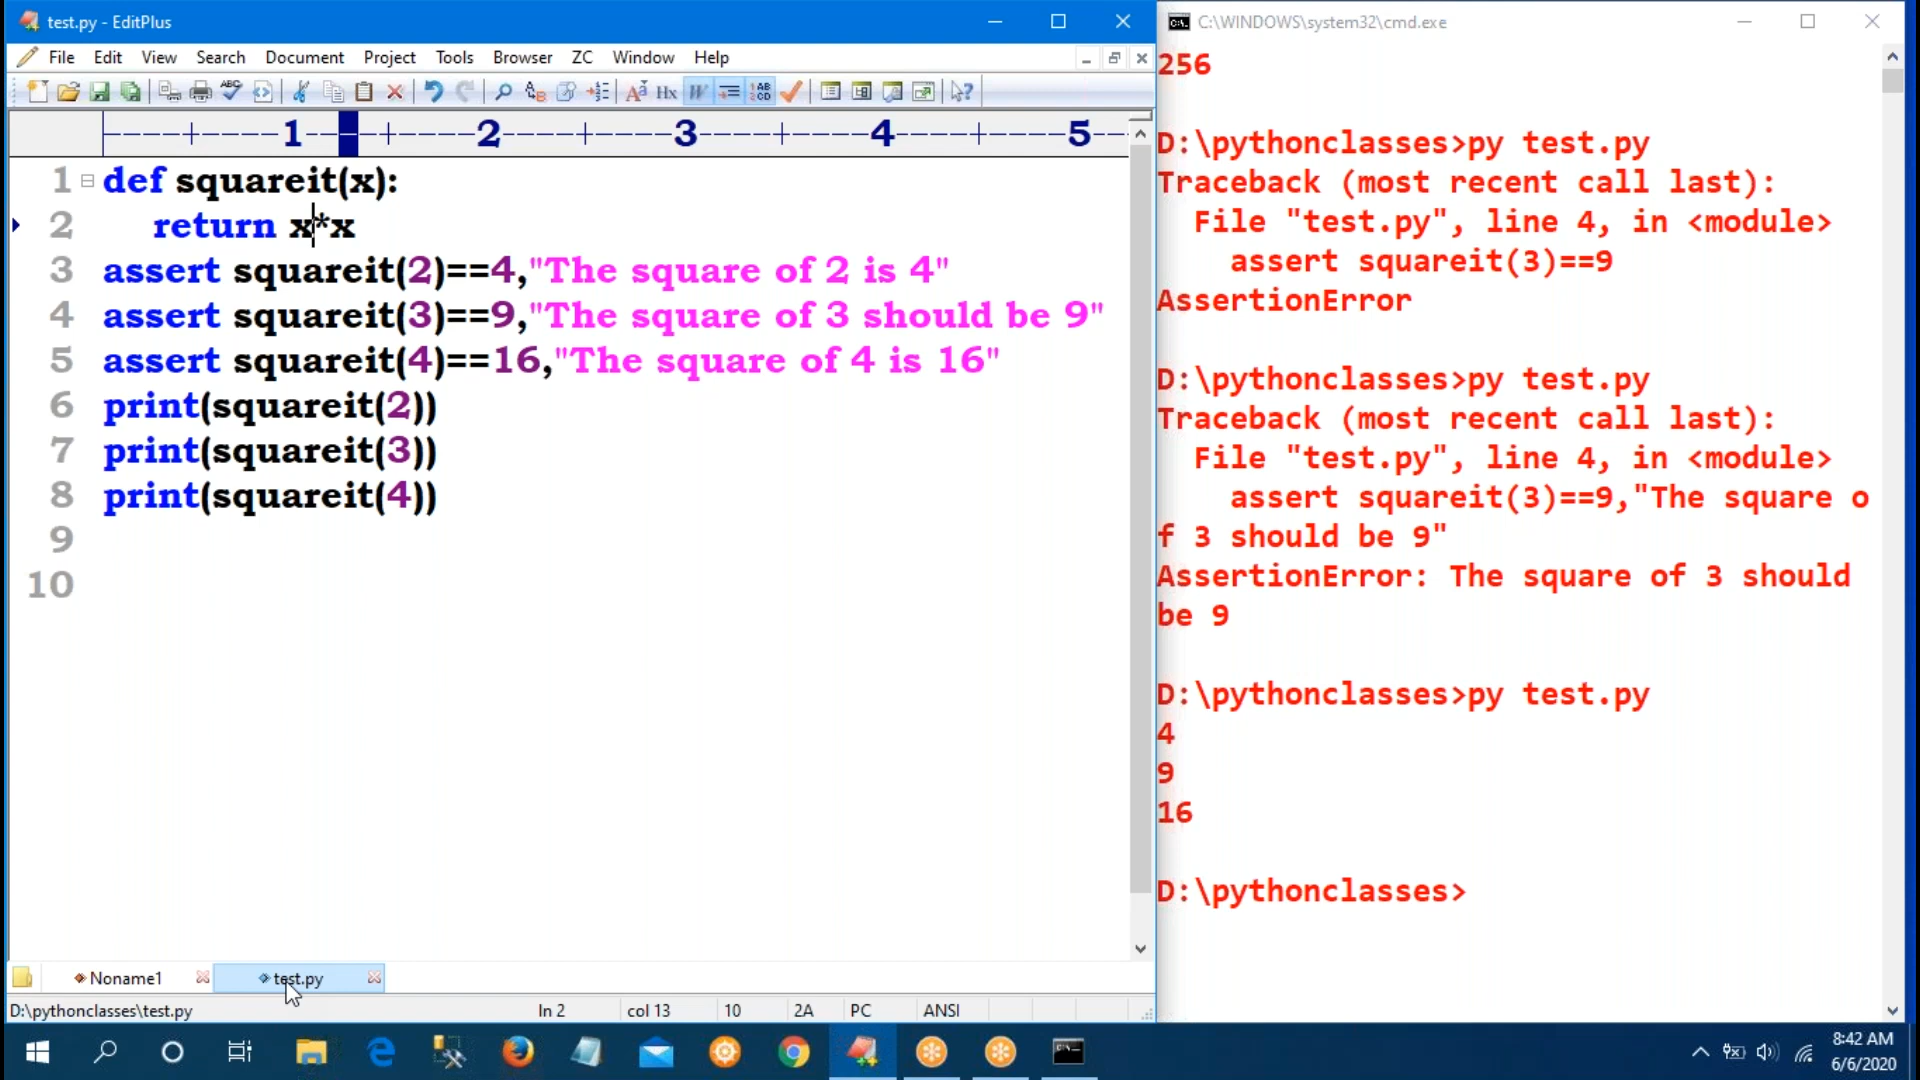 test.py - EditPlus
File Edit View Search Document Project Tools Browser ZC Window Help
----+----1----+----2----+----3----+----4----+----5--
1 def squareit(x):
2 return x*x
3 assert squareit(2)==4,"The square of 2 is 4"
4 assert squareit(3)==9,"The square of 3 should be 9"
5 assert squareit(4)==16,"The square of 4 is 16"
6 print(squareit(2))
7 print(squareit(3))
8 print(squareit(4))
9
10
Noname1 test.py
D:\pythonclasses\test.py ln 2 col 13 10 2A PC ANSI
C:\WINDOWS\system32\cmd.exe
256
D:\pythonclasses>py test.py
Traceback (most recent call last):
File "test.py", line 4, in <module>
assert squareit(3)==9
AssertionError
D:\pythonclasses>py test.py
Traceback (most recent call last):
File "test.py", line 4, in <module>
assert squareit(3)==9,"The square o
f 3 should be 9"
AssertionError: The square of 3 should
be 9
D:\pythonclasses>py test.py
4
9
16
D:\pythonclasses>
8:42 AM
6/6/2020